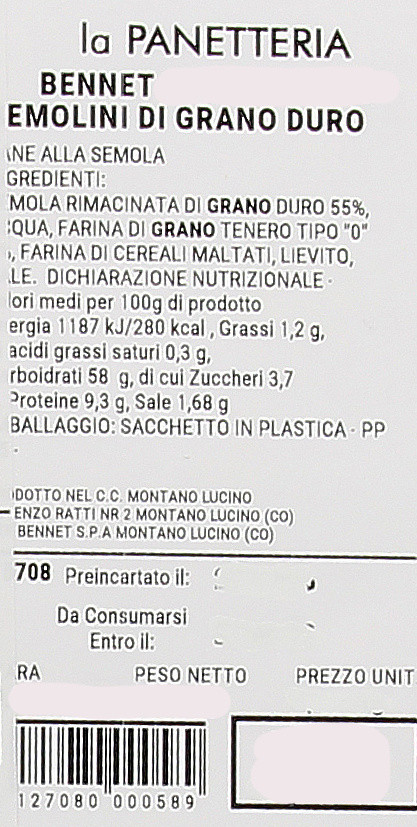 la PANETTERIA
BENNET
EMOLINI DI GRANO DURO
NE ALLA SEMOLA
GREDIENTI:
MOLA RIMACINATA DI GRANO DURO 55%,
QUA, FARINA DI GRANO TENERO TIPO "0"
, FARINA DI CEREALI MALTATI, LIEVITO,
LE. DICHIARAZIONE NUTRIZIONALE -
lori medi per 100g di prodotto
ergia 1187 kJ/280 kcal , Grassi 1,2 g,
acidi grassi saturi 0,3 g,
rboidrati 58 g, di cui Zuccheri 3,7
Proteine 9,3 g, Sale 1,68 g
BALLAGGIO: SACCHETTO IN PLASTICA - PP
DOTTO NEL C.C. MONTANO LUCINO
ENZO RATTI NR 2 MONTANO LUCINO (CO)
BENNET S.P.A MONTANO LUCINO (CO)
708 Preincartato il:
Da Consumarsi
Entro il:
RA PESO NETTO PREZZO UNIT
127080 000589